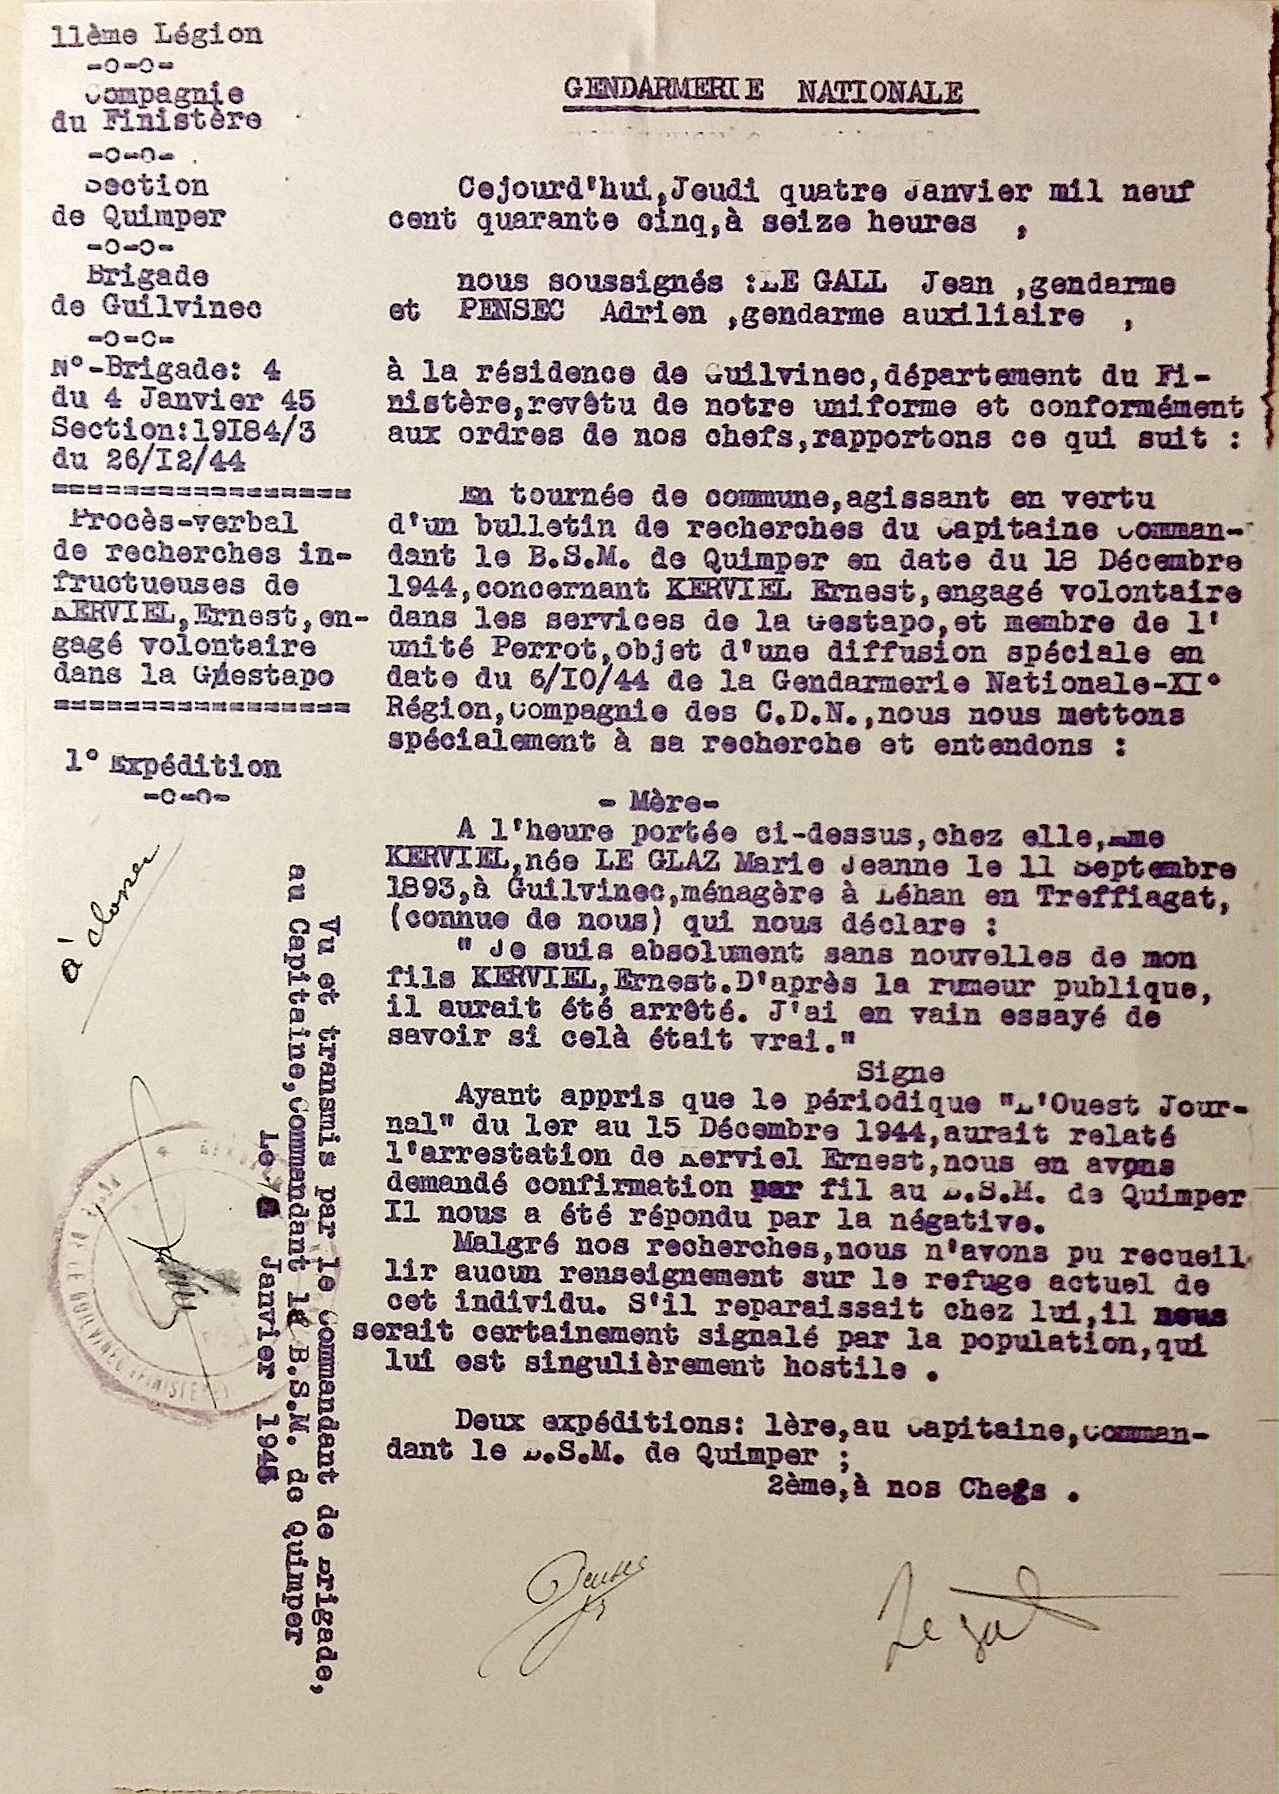 11ème Légion
-o-o-
Compagnie
du Finistère
-o-o-
Section
de Quimper
-o-o-
Brigade
de Guilvinec
-o-o-
N°-Brigade: 4
du 4 Janvier 45
Section:19I84/3
du 26/I2/44
=================
Procès-verbal
de recherches in-
fructueuses de
KERVIEL,Ernest,en-
gagé volontaire
dans la Gestapo
=================
1° Expédition
-o-o-
à classer
Vu et transmis par le Commandant de Brigade,
au Capitaine,Commandant le B.S.M. de Quimper
Le Janvier 1945
GENDARMERIE NATIONALE
Cejourd'hui,Jeudi quatre Janvier mil neuf
cent quarante cinq,à seize heures ,
nous soussignés :LE GALL Jean ,gendarme
et PENSEC Adrien ,gendarme auxiliaire ,
à la résidence de Guilvinec,département du Fi-
nistère,revêtu de notre uniforme et conformément
aux ordres de nos chefs,rapportons ce qui suit :
En tournée de commune,agissant en vertu
d'un bulletin de recherches du Capitaine Comman-
dant le B.S.M. de Quimper en date du 18 Décembre
1944,concernant KERVIEL Ernest,engagé volontaire
dans les services de la Gestapo,et membre de l'
unité Perrot,objet d'une diffusion spéciale en
date du 6/IO/44 de la Gendarmerie Nationale-XI°
Région,Compagnie des C.D.N.,nous nous mettons
spécialement à sa recherche et entendons :
- Mère-
A l'heure portée ci-dessus,chez elle,Mme
KERVIEL,née LE GLAZ Marie Jeanne le 11 Septembre
1893,à Guilvinec,ménagère à Léhan en Treffiagat,
(connue de nous) qui nous déclare :
" Je suis absolument sans nouvelles de mon
fils KERVIEL,Ernest.D'après la rumeur publique,
il aurait été arrêté. J'ai en vain essayé de
savoir si celà était vrai."
Signe
Ayant appris que le périodique "L'Ouest Jour-
nal" du 1er au 15 Décembre 1944,aurait relaté
l'arrestation de Kerviel Ernest,nous en avons
demandé confirmation par fil au B.S.M. de Quimper
Il nous a été répondu par la négative.
Malgré nos recherches,nous n'avons pu recueil
lir aucun renseignement sur le refuge actuel de
cet individu. S'il reparaissait chez lui,il nous
serait certainement signalé par la population,qui
lui est singulièrement hostile .
Deux expéditions: 1ère,au Capitaine,Comman-
dant le B.S.M. de Quimper ;
2ème,à nos Chegs .
Pensec
Le Gall